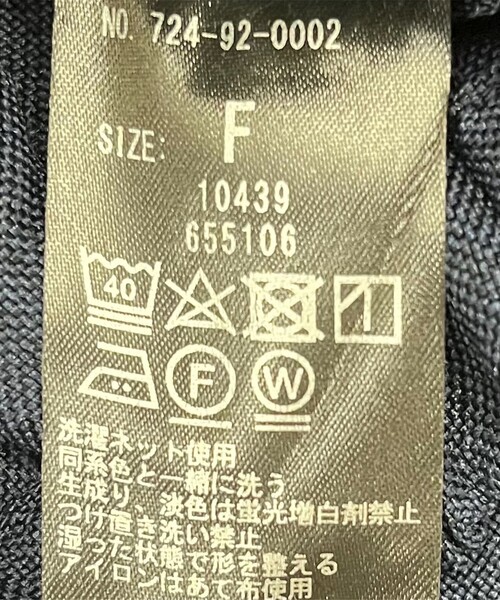 NO. 724-92-0002
SIZE: F
10439
655106
40
F W
洗濯ネット使用
同系色と一緒に洗う
生成り、淡色は蛍光増白剤禁止
つけ置き洗い禁止
湿った状態で形を整える
アイロンはあて布使用